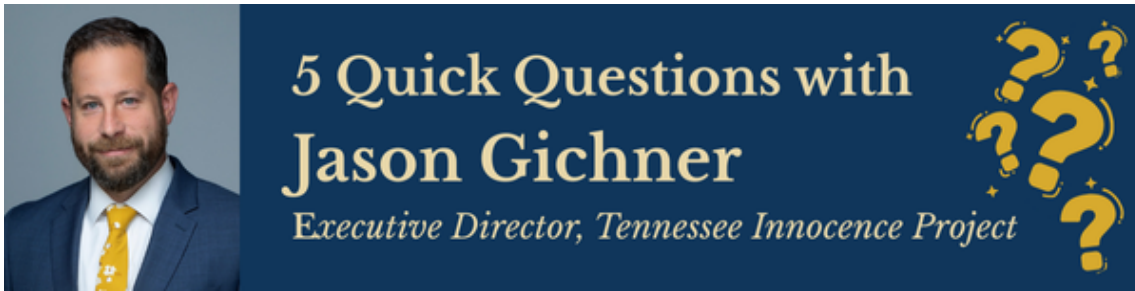 5 Quick Questions with
Jason Gichner
Executive Director, Tennessee Innocence Project